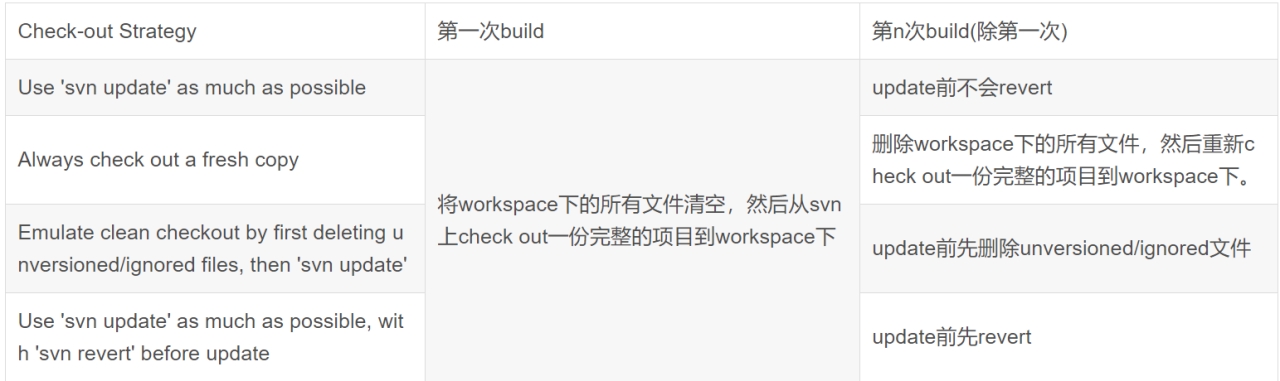 Check-out Strategy
第一次build
第n次build(除第一次)
Use 'svn update' as much as possible
update前不会revert
Always check out a fresh copy
删除workspace下的所有文件，然后重新c
heck out一份完整的项目到workspace下。
将workspace下的所有文件清空，然后从svn
上check out一份完整的项目到workspace下
Emulate clean checkout by first deleting u
nversioned/ignored files, then 'svn update'
update前先删除unversioned/ignored文件
Use 'svn update' as much as possible, wit
h 'svn revert' before update
update前先revert